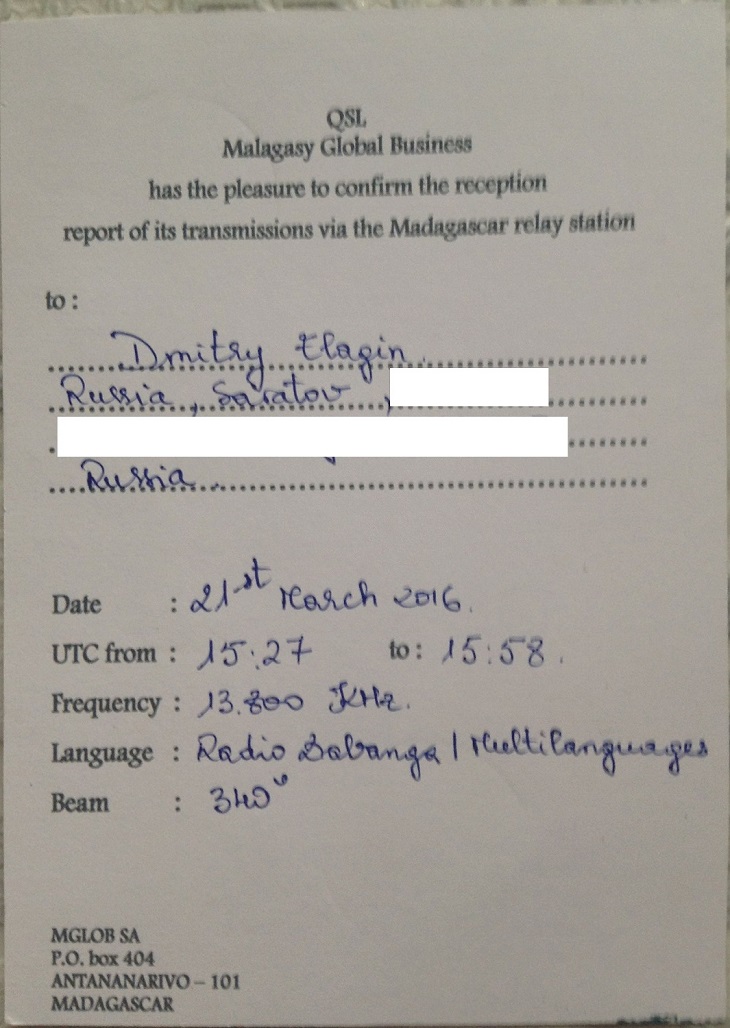 QSL
Malagasy Global Business
has the pleasure to confirm the reception
report of its transmissions via the Madagascar relay station
to :
Dmitry Elagin
Russia, Saratov,
Russia
Date : 21st March 2016.
UTC from : 15:27 to : 15:58.
Frequency : 13.800 KHz.
Language : Radio Dabanga / Multilanguages
Beam : 340°
MGLOB SA
P.O. box 404
ANTANANARIVO – 101
MADAGASCAR